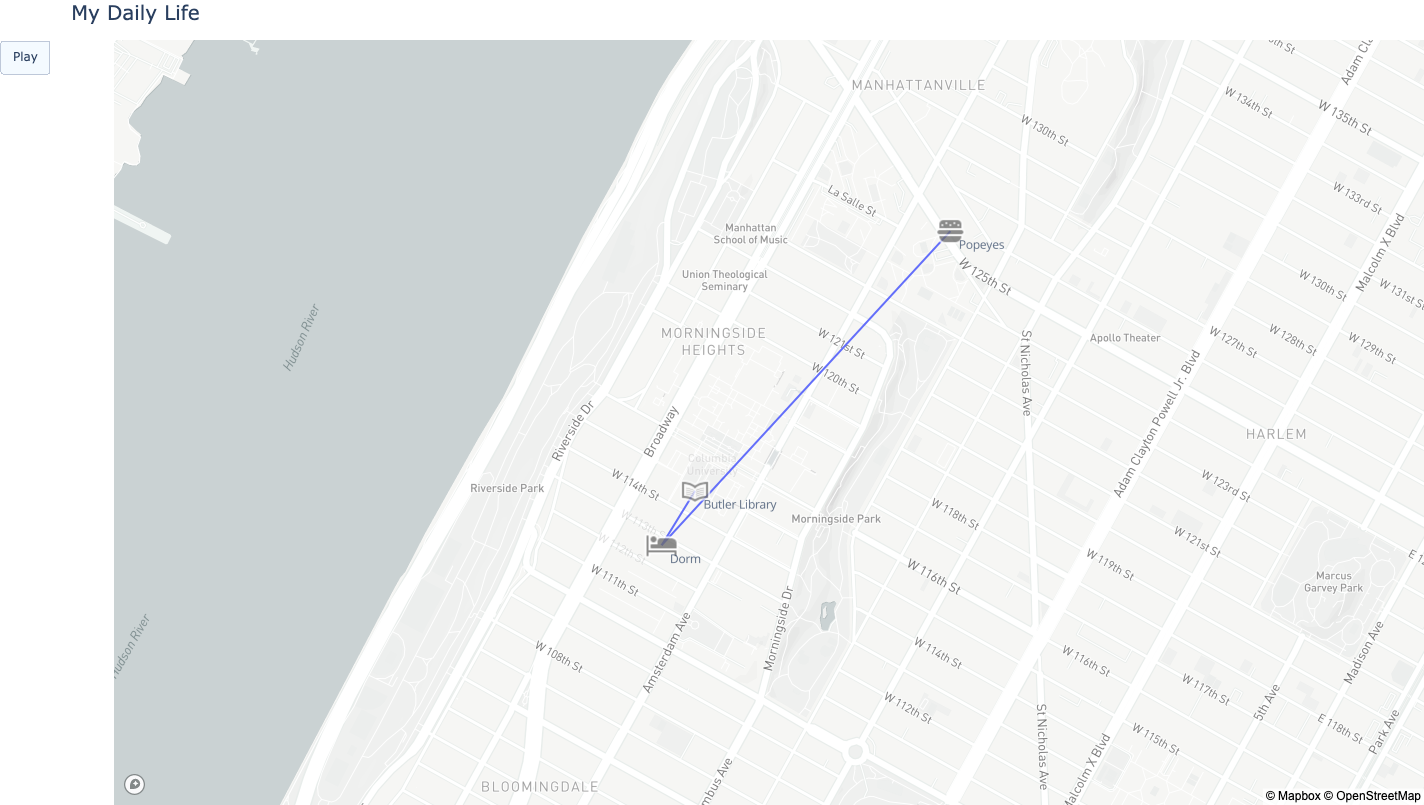 My Daily Life
Play
MANHATTANVILLE
W 135th St
W 134th St
W 130th St
W 133rd St
La Salle St
Malcolm X Blvd
Manhattan
School of Music
Popeyes
W 125th St
Union Theological
Seminary
W 130th St
W 131st St
Hudson River
MORNINGSIDE
HEIGHTS
W 121st St
St Nicholas Ave
Apollo Theater
W 127th St
W 128th St
W 129th St
W 120th St
Adam Clayton Powell Jr. Blvd
Riverside Dr
Broadway
HARLEM
Columbia
University
W 114th St
Riverside Park
Butler Library
Morningside Park
W 118th St
W 123rd St
W 113th St
W 112th St
Dorm
W 121st St
W 119th St
W 111th St
W 116th St
Marcus
Garvey Park
Hudson River
Amsterdam Ave
Morningside Dr
W 108th St
W 114th St
W 116th St
Madison Ave
W 117th St
5th Ave
W 112th St
St Nicholas Ave
E 118th St
Park Ave
W 115th St
Malcolm X Blvd
BLOOMINGDALE
© Mapbox © OpenStreetMap